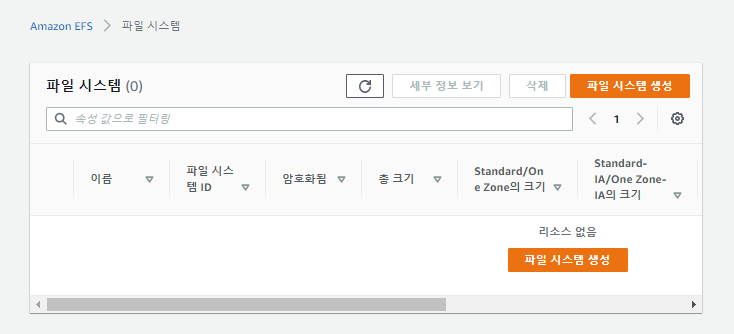 Amazon EFS > 파일 시스템
파일 시스템 (0)
세부 정보 보기
삭제
파일 시스템 생성
속성 값으로 필터링
1
이름
파일 시스
템 ID
암호화됨
총 크기
Standard/On
e Zone의 크기
Standard-
IA/One Zone-
IA의 크기
리소스 없음
파일 시스템 생성